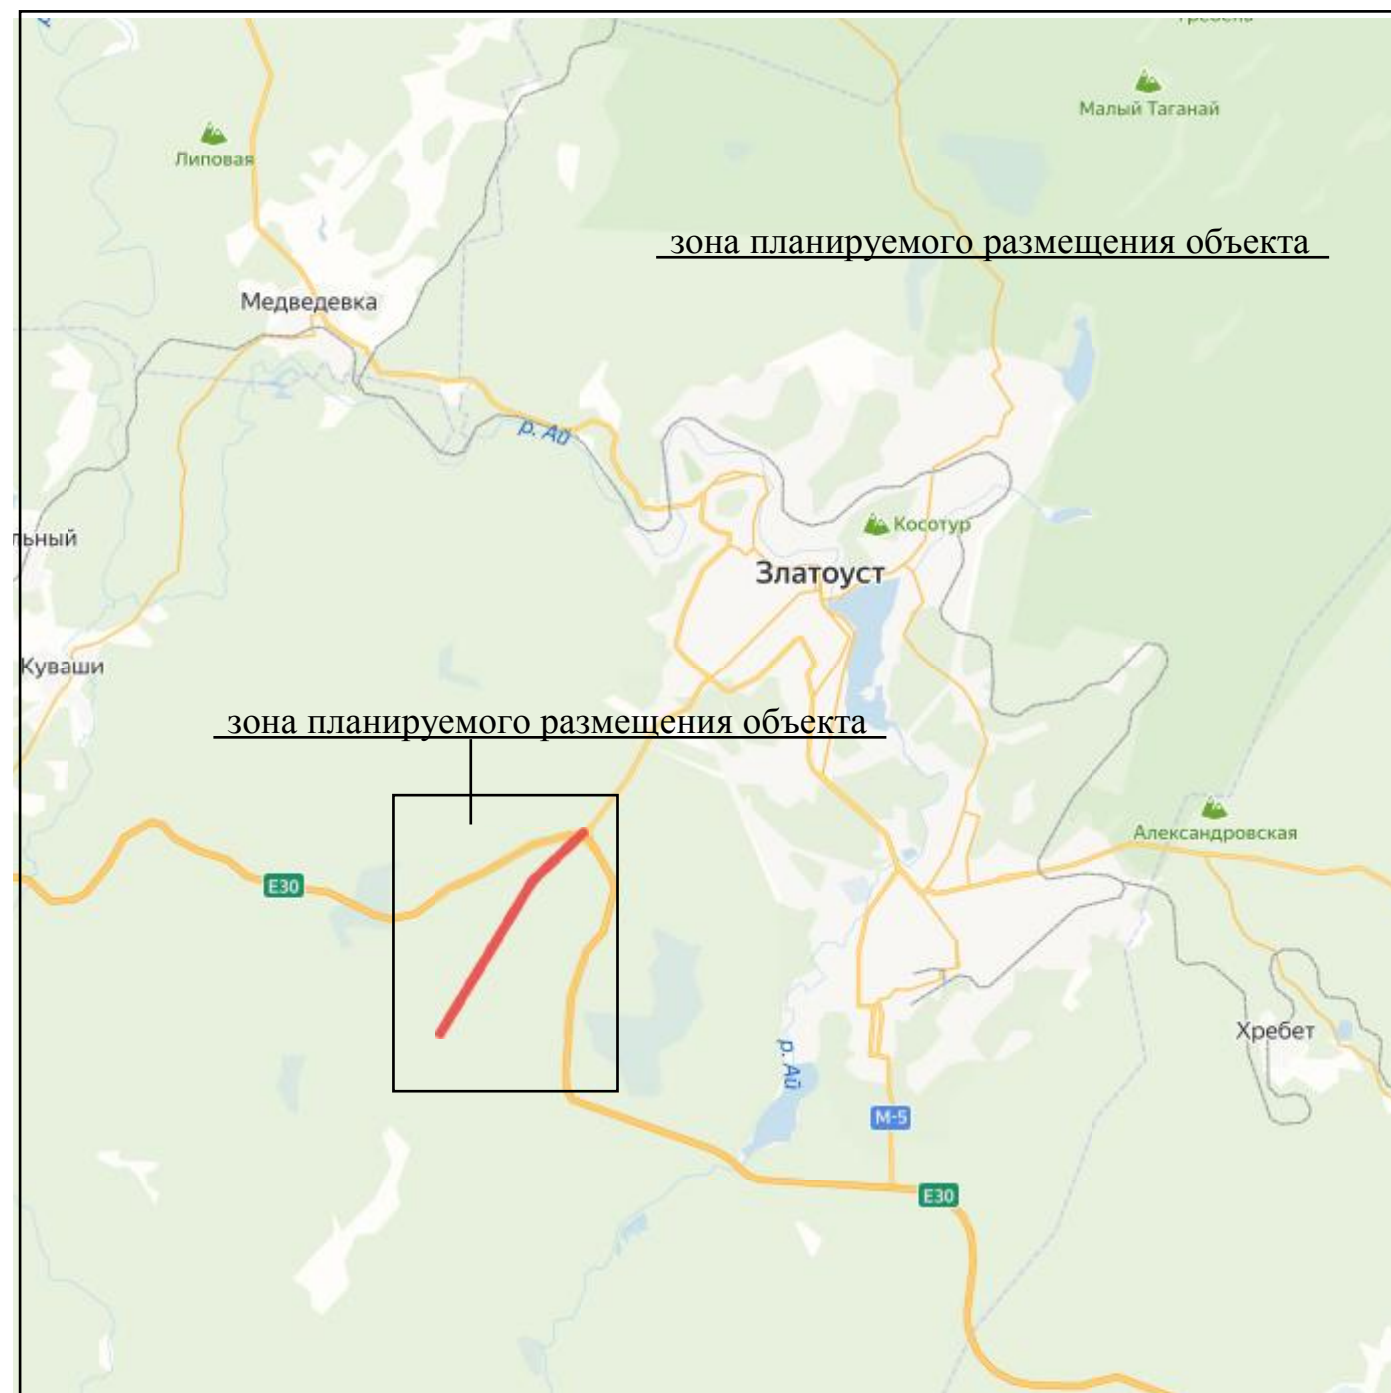 Малый Таганай
Липовая
зона планируемого размещения объекта
Медведевка
р. Ай
Косотур
льный
Златоуст
Куваши
зона планируемого размещения объекта
Александровская
E30
Хребет
р. Ай
М-5
E30